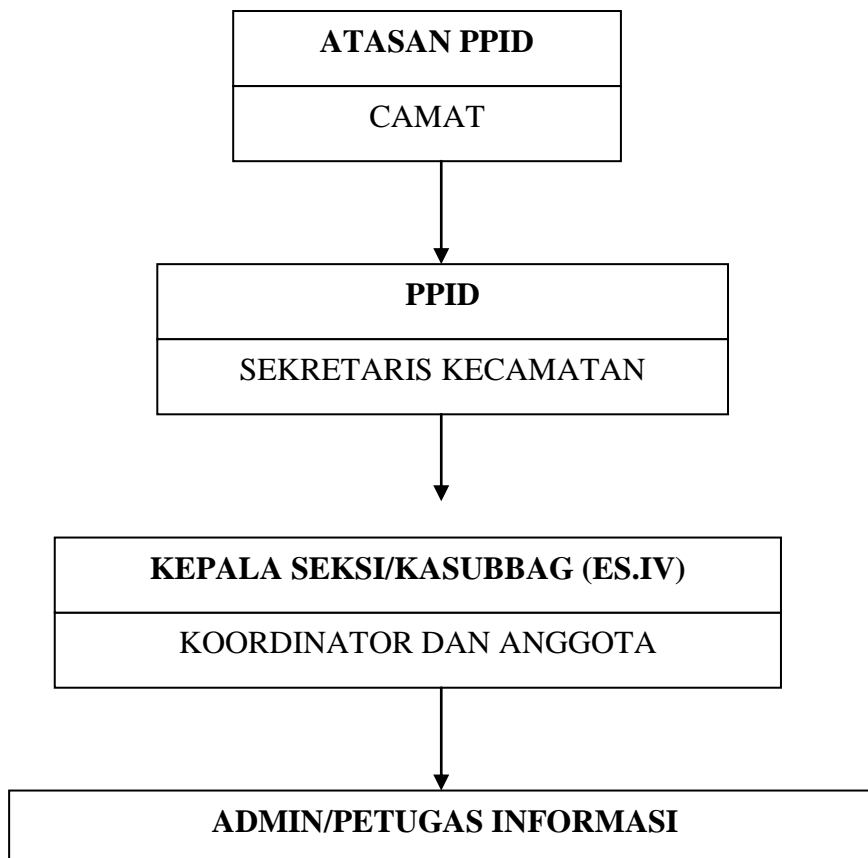 ATASAN PPID
CAMAT
PPID
SEKRETARIS KECAMATAN
KEPALA SEKSI/KASUBBAG (ES.IV)
KOORDINATOR DAN ANGGOTA
ADMIN/PETUGAS INFORMASI